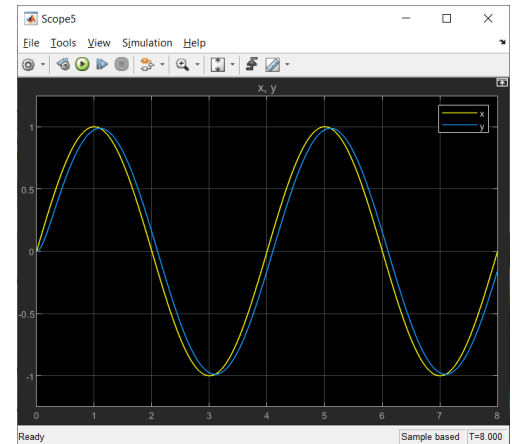 Scope5
File Tools View Simulation Help
x, y
x
y
1
0.5
0
-0.5
-1
0 1 2 3 4 5 6 7 8
Ready Sample based T=8.000